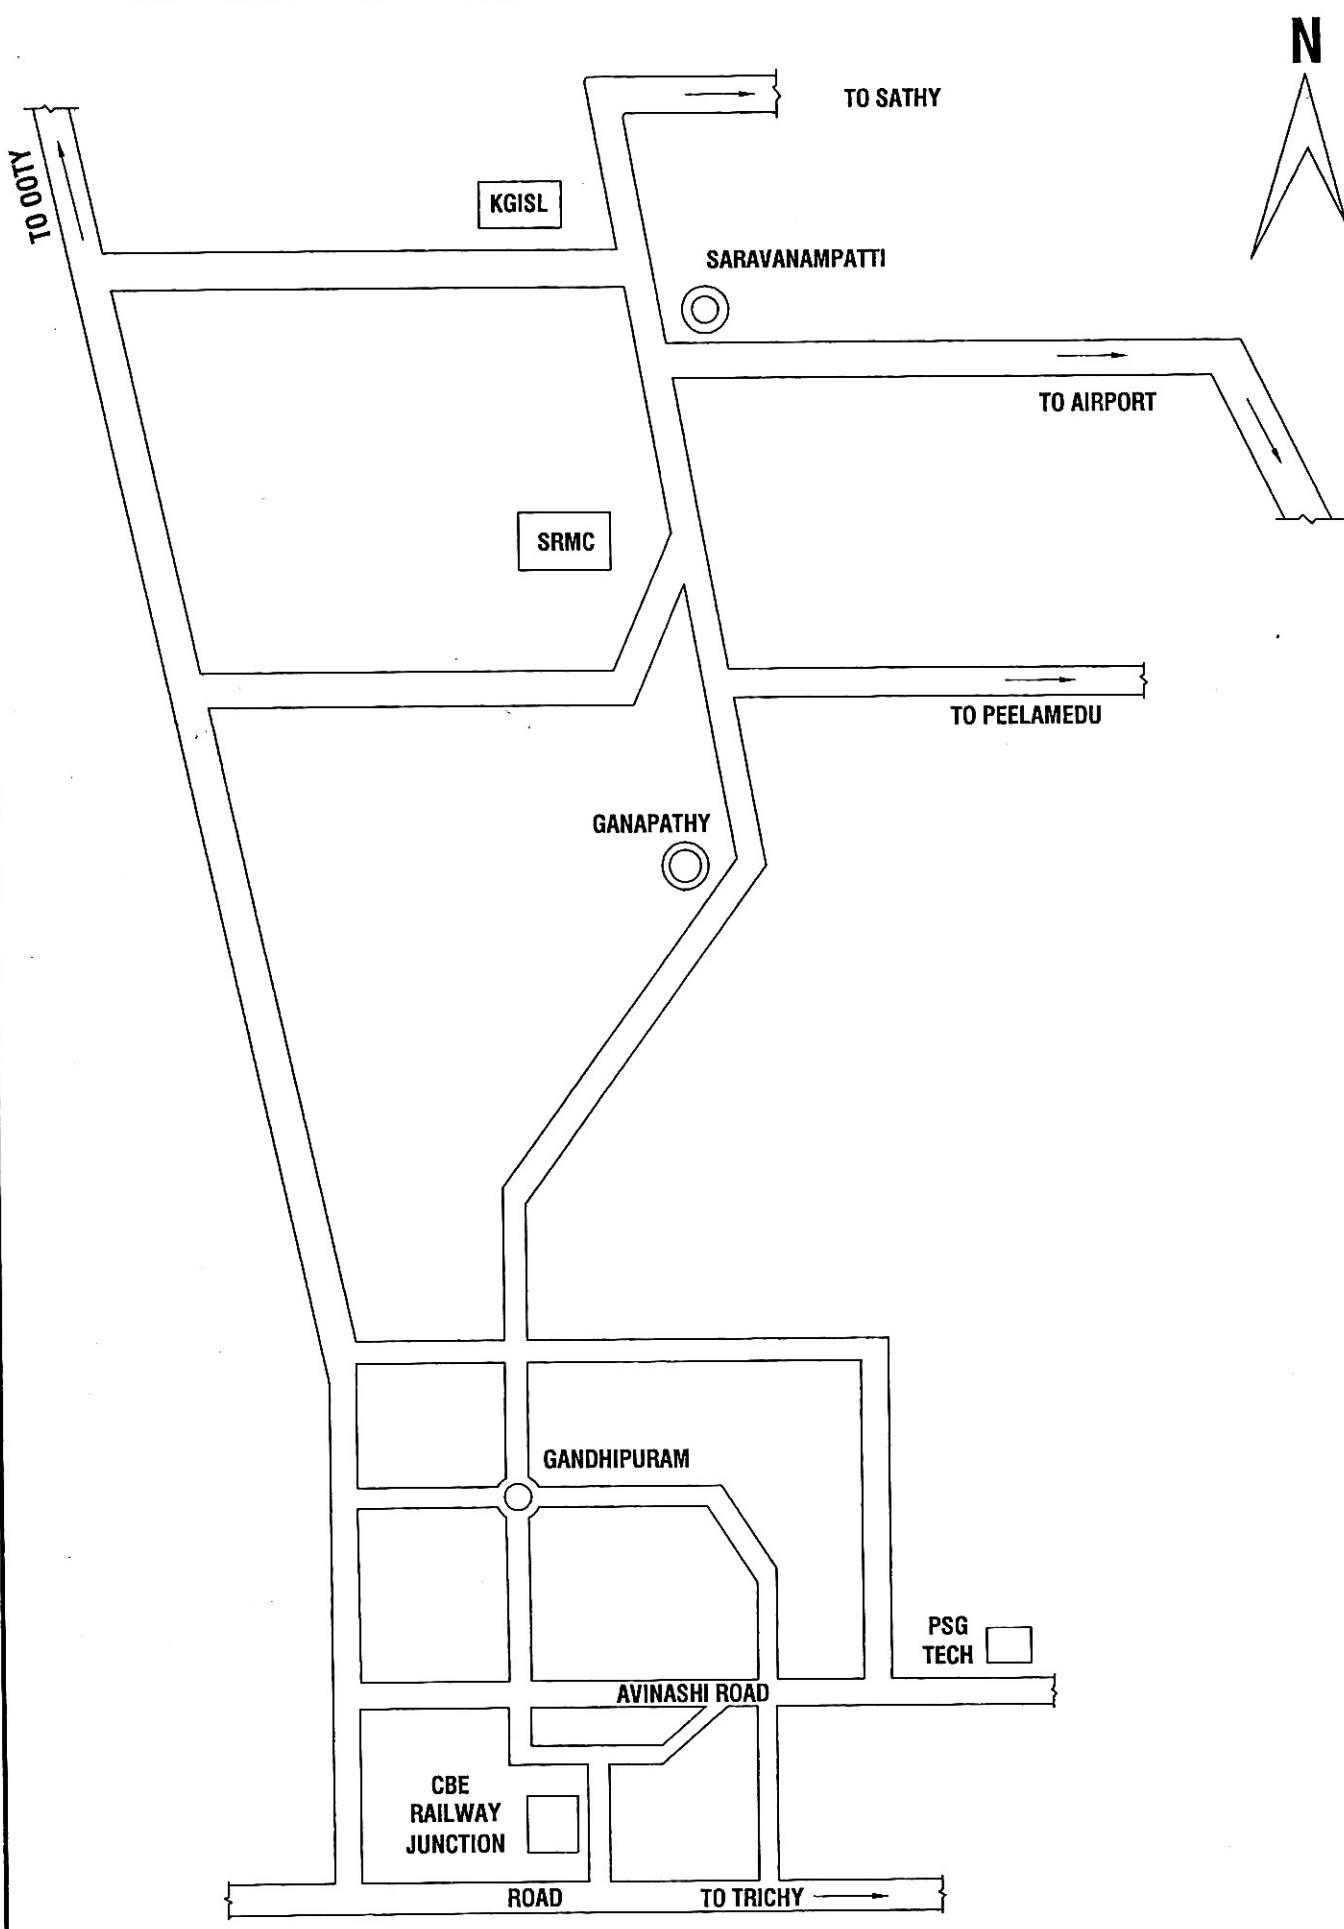 N
TO SATHY
TO OOTY
KGISL
SARAVANAMPATTI
TO AIRPORT
SRMC
TO PEELAMEDU
GANAPATHY
GANDHIPURAM
PSG
TECH
AVINASHI ROAD
CBE
RAILWAY
JUNCTION
ROAD
TO TRICHY